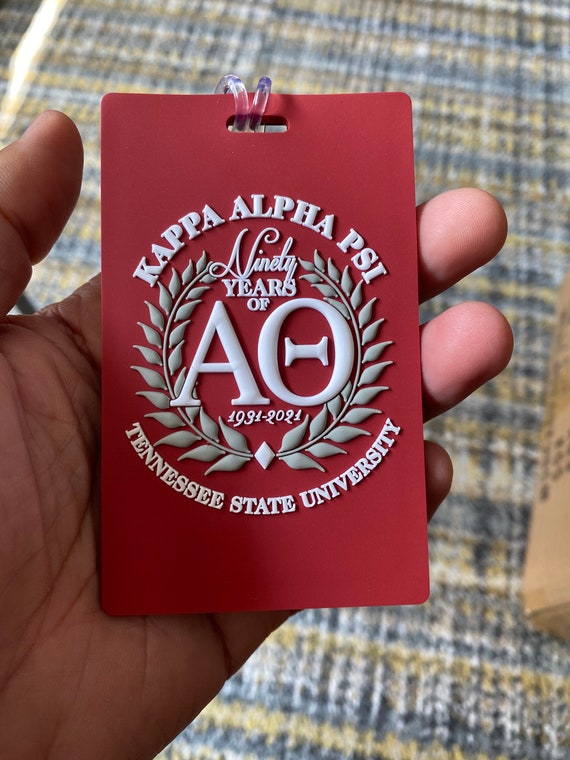 KAPPA ALPHA PSI
Ninety
YEARS
OF
ΑΘ
1931-2021
TENNESSEE STATE UNIVERSITY